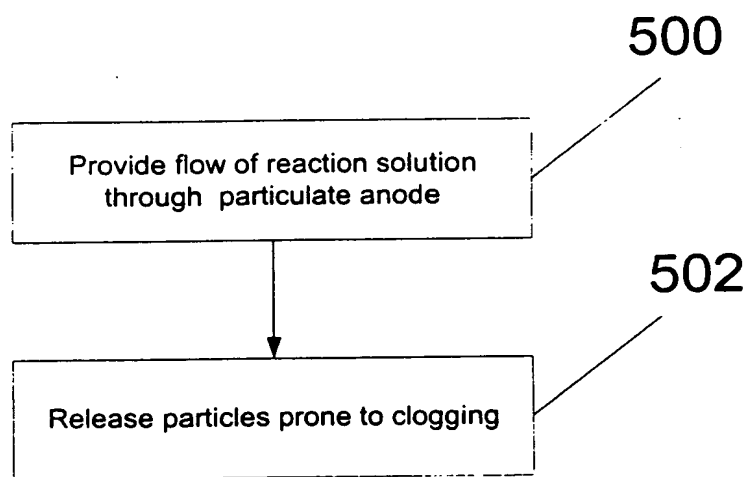 500
Provide flow of reaction solution
through particulate anode
502
Release particles prone to clogging